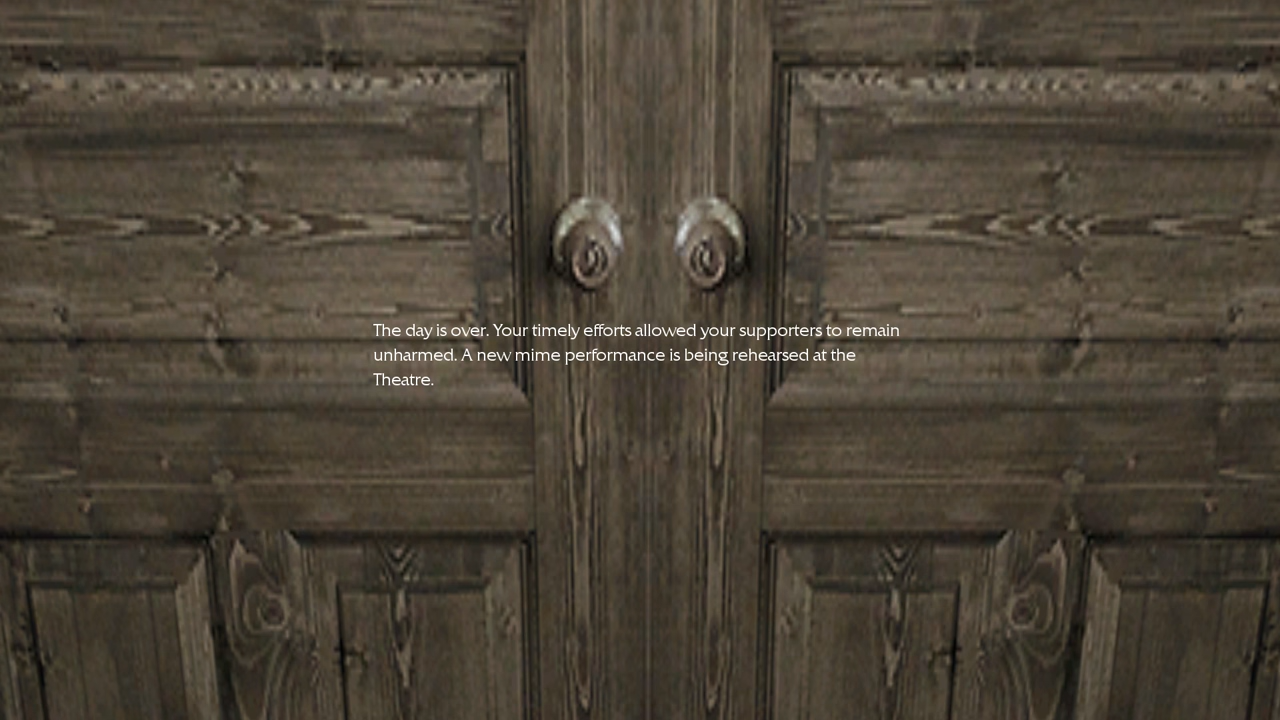 The day is over. Your timely efforts allowed your supporters to remain
unharmed. A new mime performance is being rehearsed at the
Theatre.